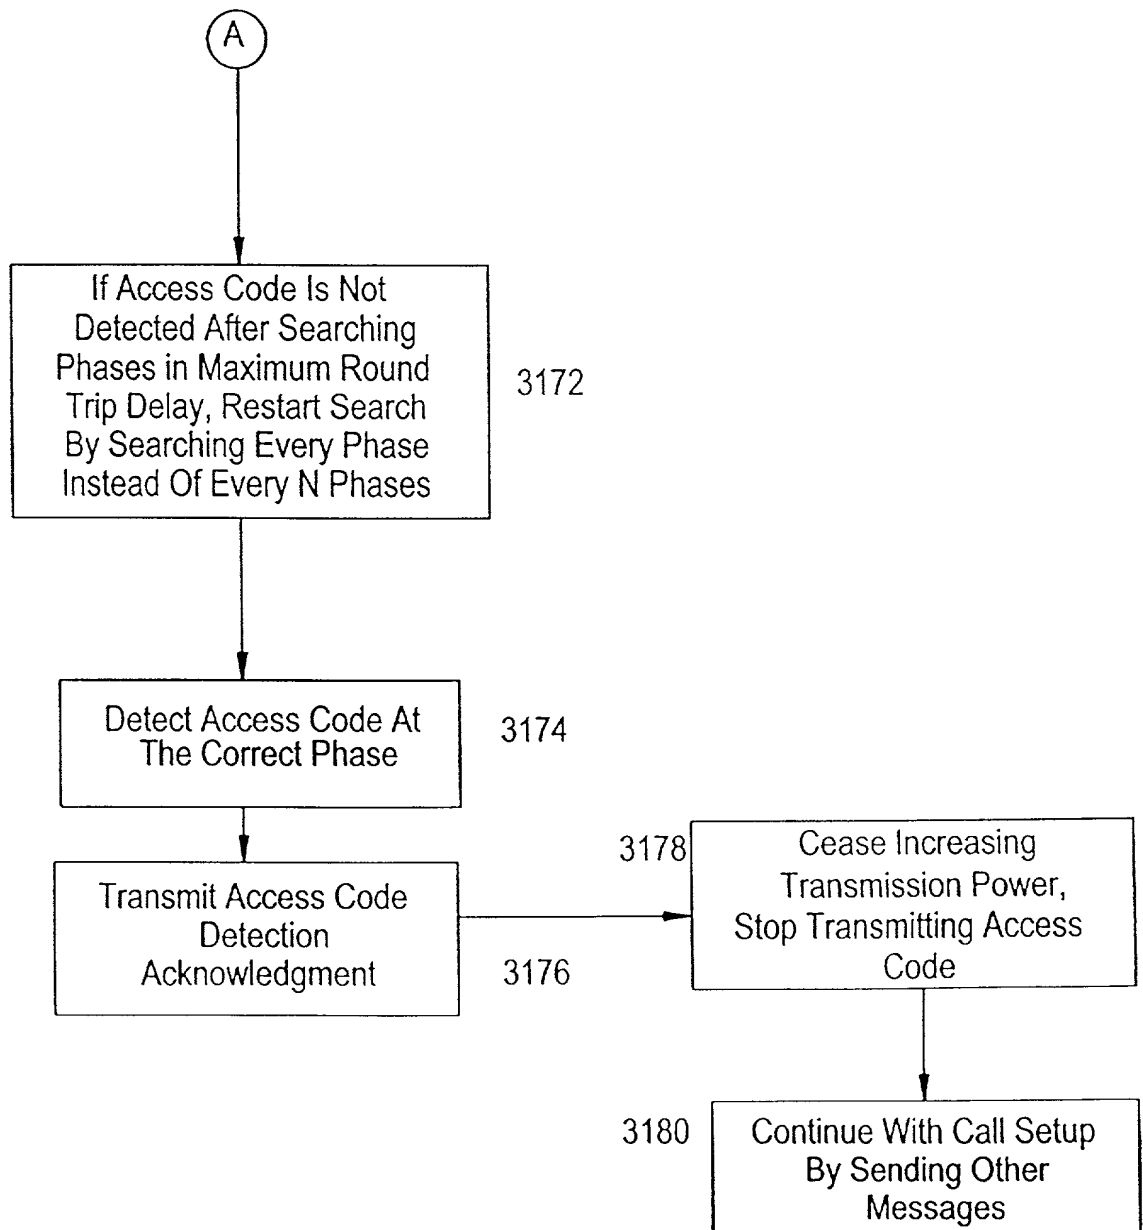 A
If Access Code Is Not
Detected After Searching
Phases in Maximum Round
Trip Delay, Restart Search
By Searching Every Phase
Instead Of Every N Phases
3172
Detect Access Code At
The Correct Phase
3174
Transmit Access Code
Detection
Acknowledgment
3176
3178
Cease Increasing
Transmission Power,
Stop Transmitting Access
Code
3180
Continue With Call Setup
By Sending Other
Messages